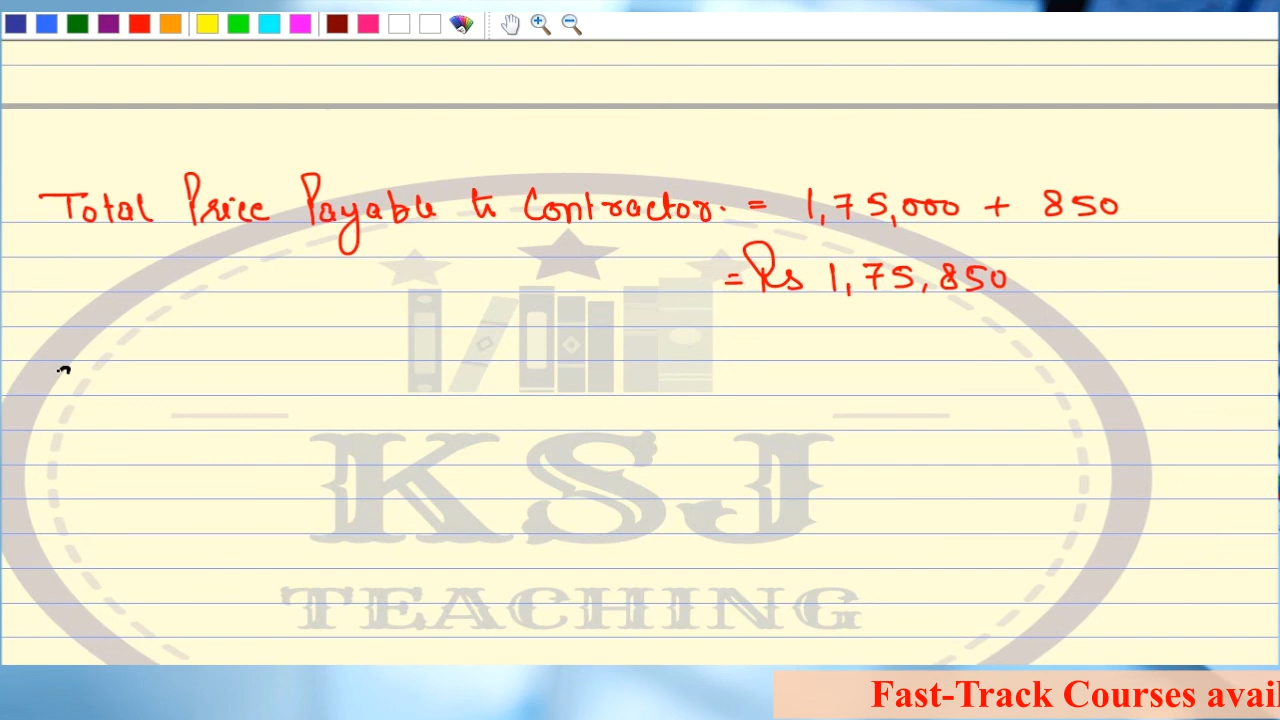 Total Price Payable to Contractor. = 1,75,000 + 850
= Rs 1,75,850
KSJ
TEACHING
Fast-Track Courses avail